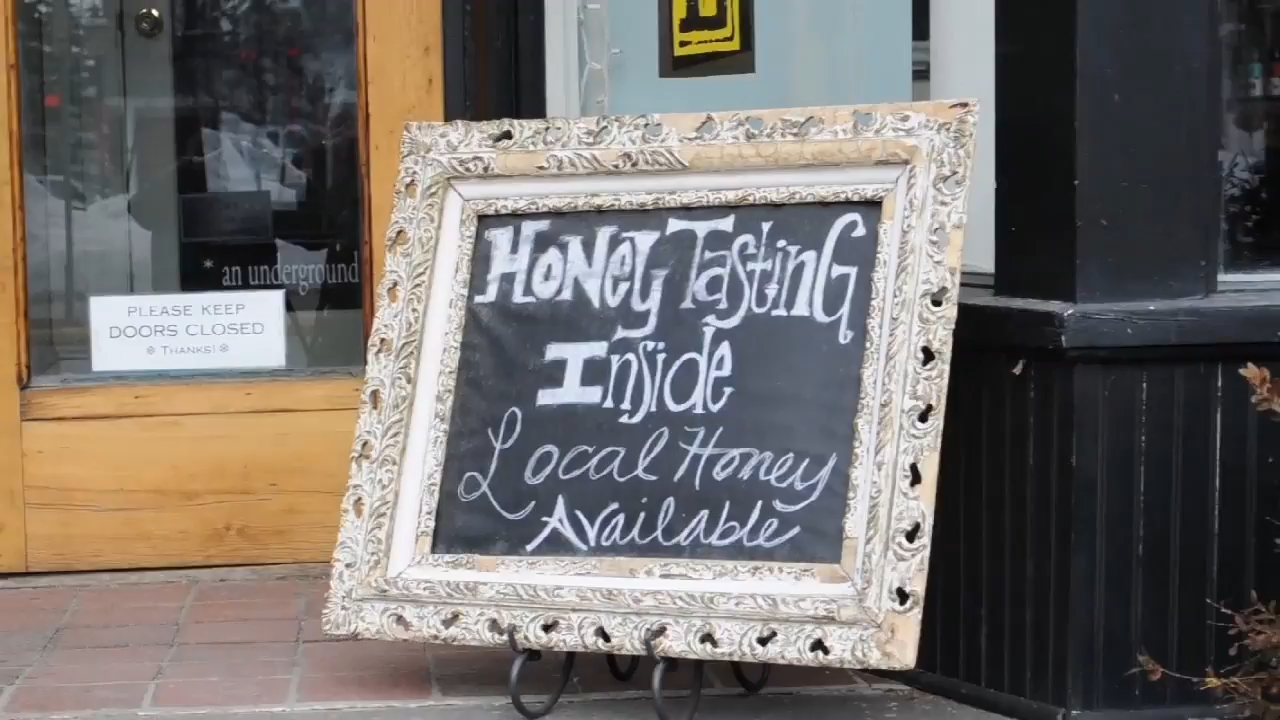 Honey Tasting
Inside
Local Honey
Available
* an underground
PLEASE KEEP
DOORS CLOSED
❄ THANKS! ❄